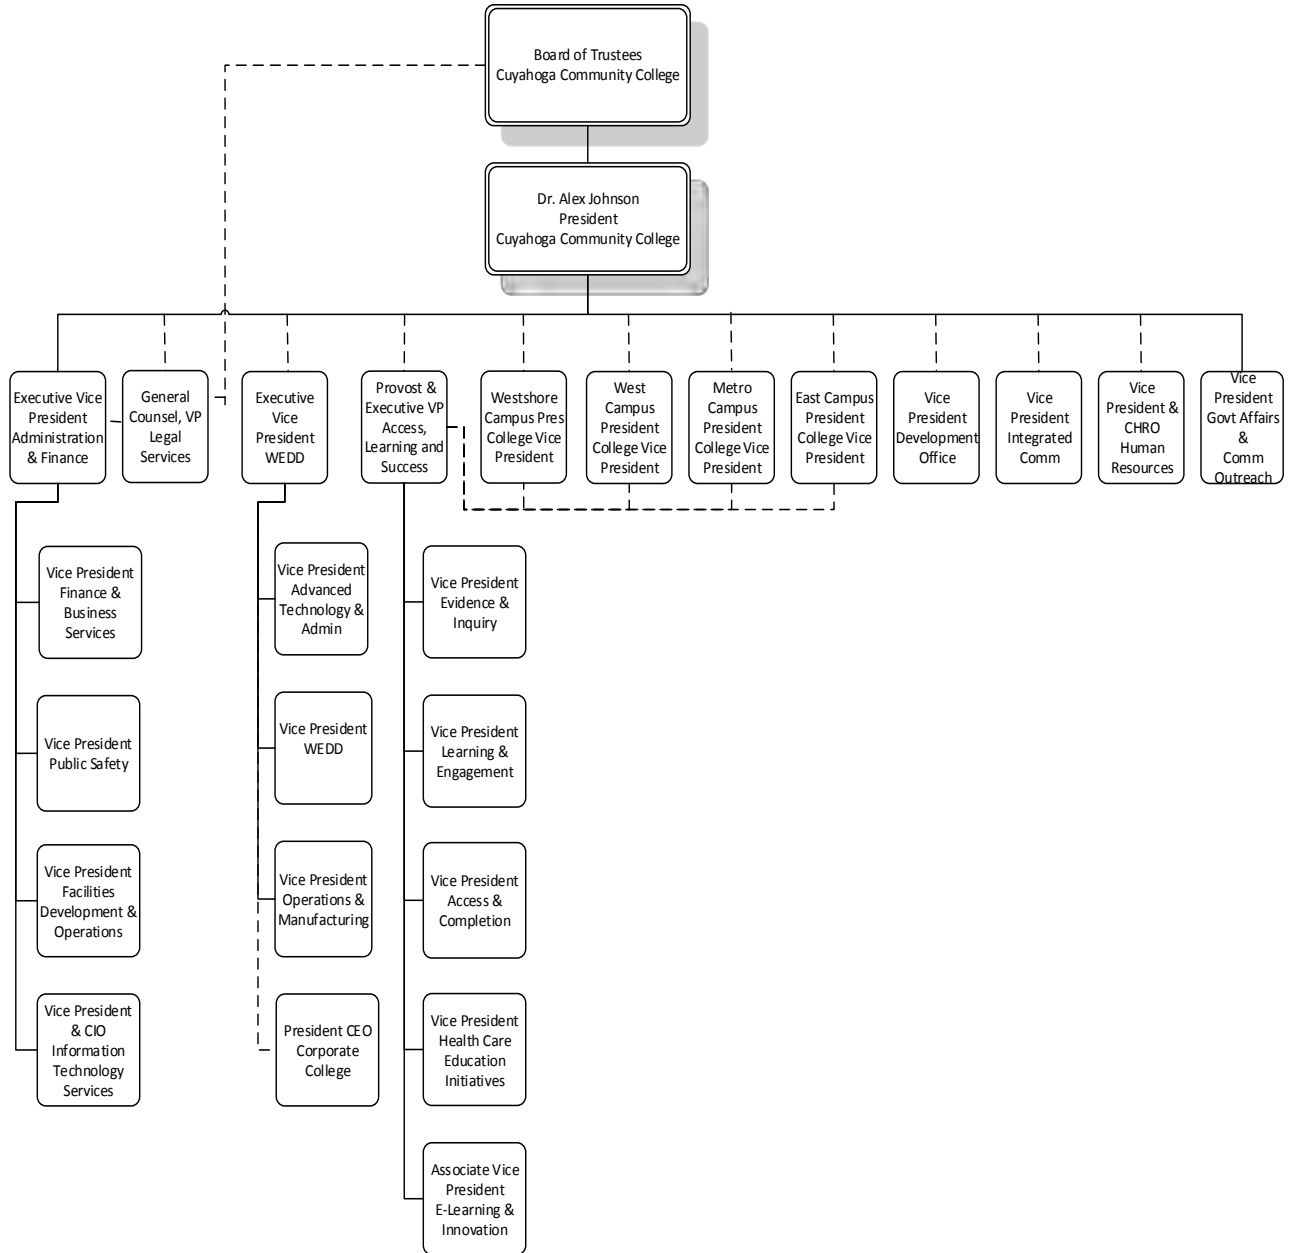 Board of Trustees
Cuyahoga Community College
Dr. Alex Johnson
President
Cuyahoga Community College
Executive Vice
President
Administration
& Finance
General
Counsel, VP
Legal
Services
Executive
Vice
President
WEDD
Provost &
Executive VP
Access,
Learning and
Success
Westshore
Campus Pres
College Vice
President
West
Campus
President
College Vice
President
Metro
Campus
President
College Vice
President
East Campus
President
College Vice
President
Vice
President
Development
Office
Vice
President
Integrated
Comm
Vice
President &
CHRO
Human
Resources
Vice
President
Govt Affairs
&
Comm
Outreach
Vice President
Finance &
Business
Services
Vice President
Advanced
Technology &
Admin
Vice President
Evidence &
Inquiry
Vice President
Public Safety
Vice President
WEDD
Vice President
Learning &
Engagement
Vice President
Facilities
Development &
Operations
Vice President
Operations &
Manufacturing
Vice President
Access &
Completion
Vice President
& CIO
Information
Technology
Services
President CEO
Corporate
College
Vice President
Health Care
Education
Initiatives
Associate Vice
President
E-Learning &
Innovation